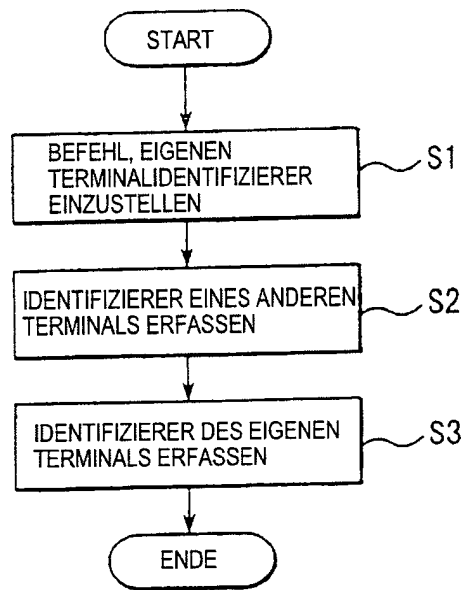 START
BEFEHL, EIGENEN
TERMINALIDENTIFIZIERER
EINZUSTELLEN
S1
IDENTIFIZIERER EINES ANDEREN
TERMINALS ERFASSEN
S2
IDENTIFIZIERER DES EIGENEN
TERMINALS ERFASSEN
S3
ENDE